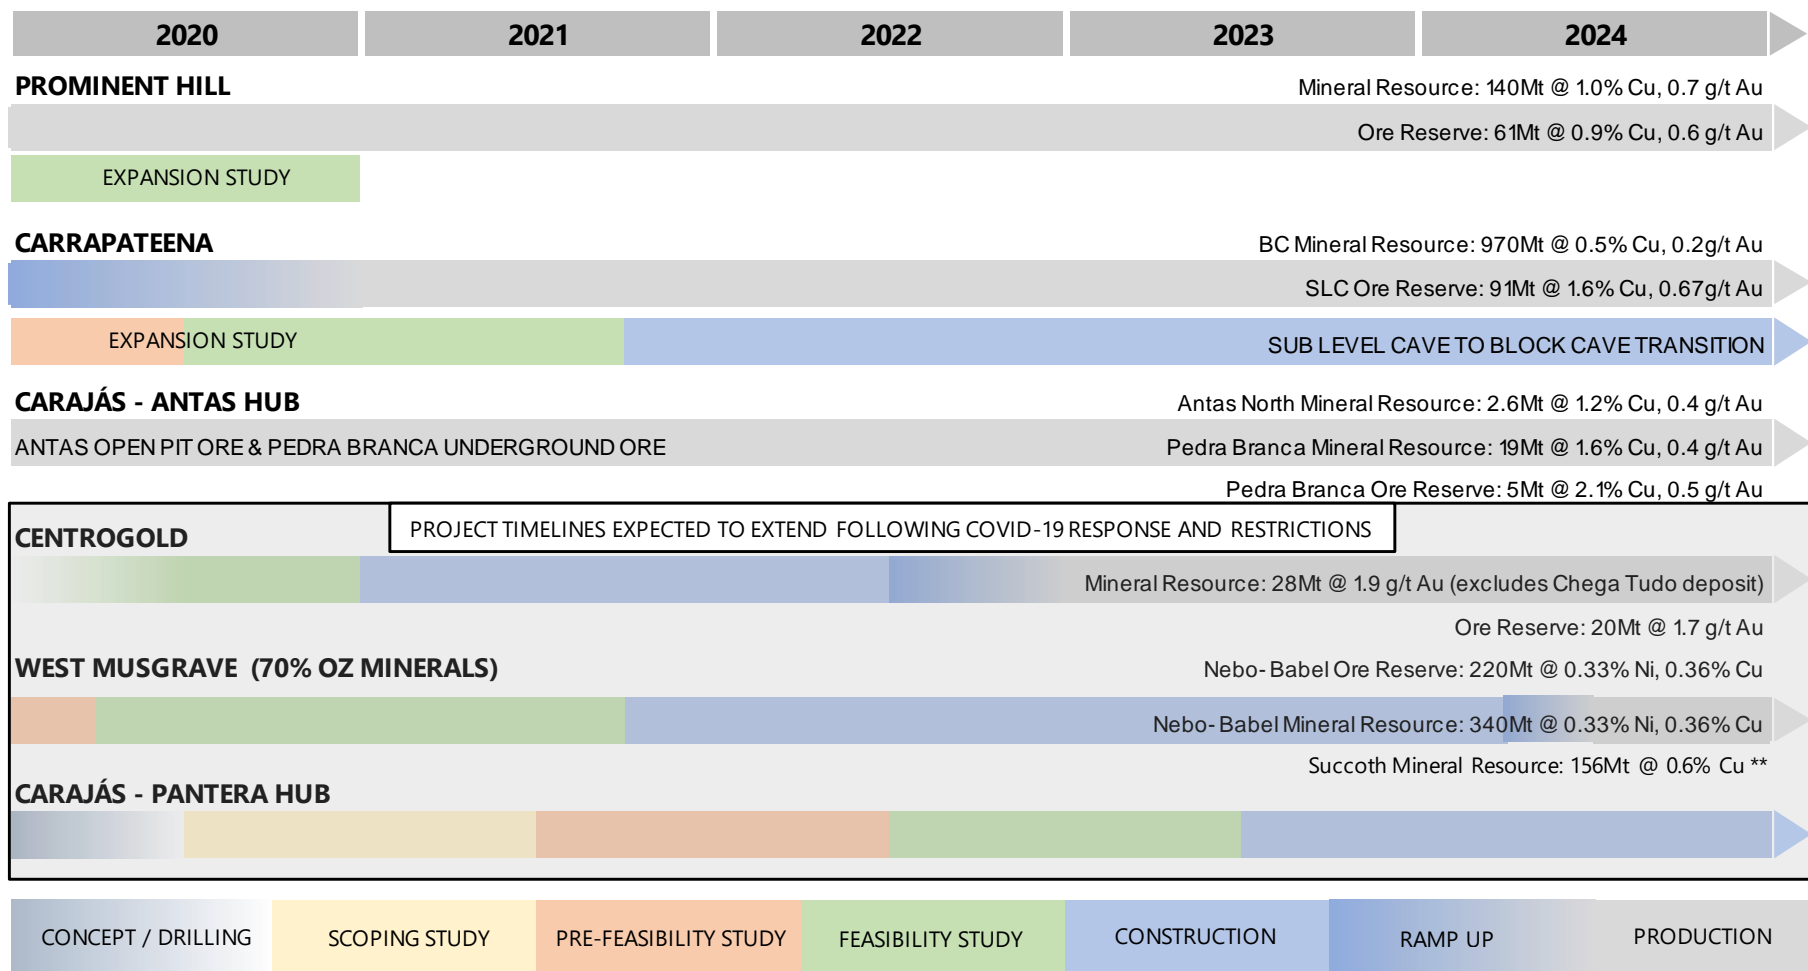 2020 2021 2022 2023 2024
PROMINENT HILL
Mineral Resource: 140Mt @ 1.0% Cu, 0.7 g/t Au
Ore Reserve: 61Mt @ 0.9% Cu, 0.6 g/t Au
EXPANSION STUDY
CARRAPATEENA
BC Mineral Resource: 970Mt @ 0.5% Cu, 0.2g/t Au
SLC Ore Reserve: 91Mt @ 1.6% Cu, 0.67g/t Au
EXPANSION STUDY
SUB LEVEL CAVE TO BLOCK CAVE TRANSITION
CARAJÁS - ANTAS HUB
Antas North Mineral Resource: 2.6Mt @ 1.2% Cu, 0.4 g/t Au
ANTAS OPEN PIT ORE & PEDRA BRANCA UNDERGROUND ORE
Pedra Branca Mineral Resource: 19Mt @ 1.6% Cu, 0.4 g/t Au
Pedra Branca Ore Reserve: 5Mt @ 2.1% Cu, 0.5 g/t Au
CENTROGOLD
PROJECT TIMELINES EXPECTED TO EXTEND FOLLOWING COVID-19 RESPONSE AND RESTRICTIONS
Mineral Resource: 28Mt @ 1.9 g/t Au (excludes Chega Tudo deposit)
Ore Reserve: 20Mt @ 1.7 g/t Au
WEST MUSGRAVE (70% OZ MINERALS)
Nebo-Babel Ore Reserve: 220Mt @ 0.33% Ni, 0.36% Cu
Nebo-Babel Mineral Resource: 340Mt @ 0.33% Ni, 0.36% Cu
Succoth Mineral Resource: 156Mt @ 0.6% Cu **
CARAJÁS - PANTERA HUB
CONCEPT / DRILLING
SCOPING STUDY
PRE-FEASIBILITY STUDY
FEASIBILITY STUDY
CONSTRUCTION
RAMP UP
PRODUCTION